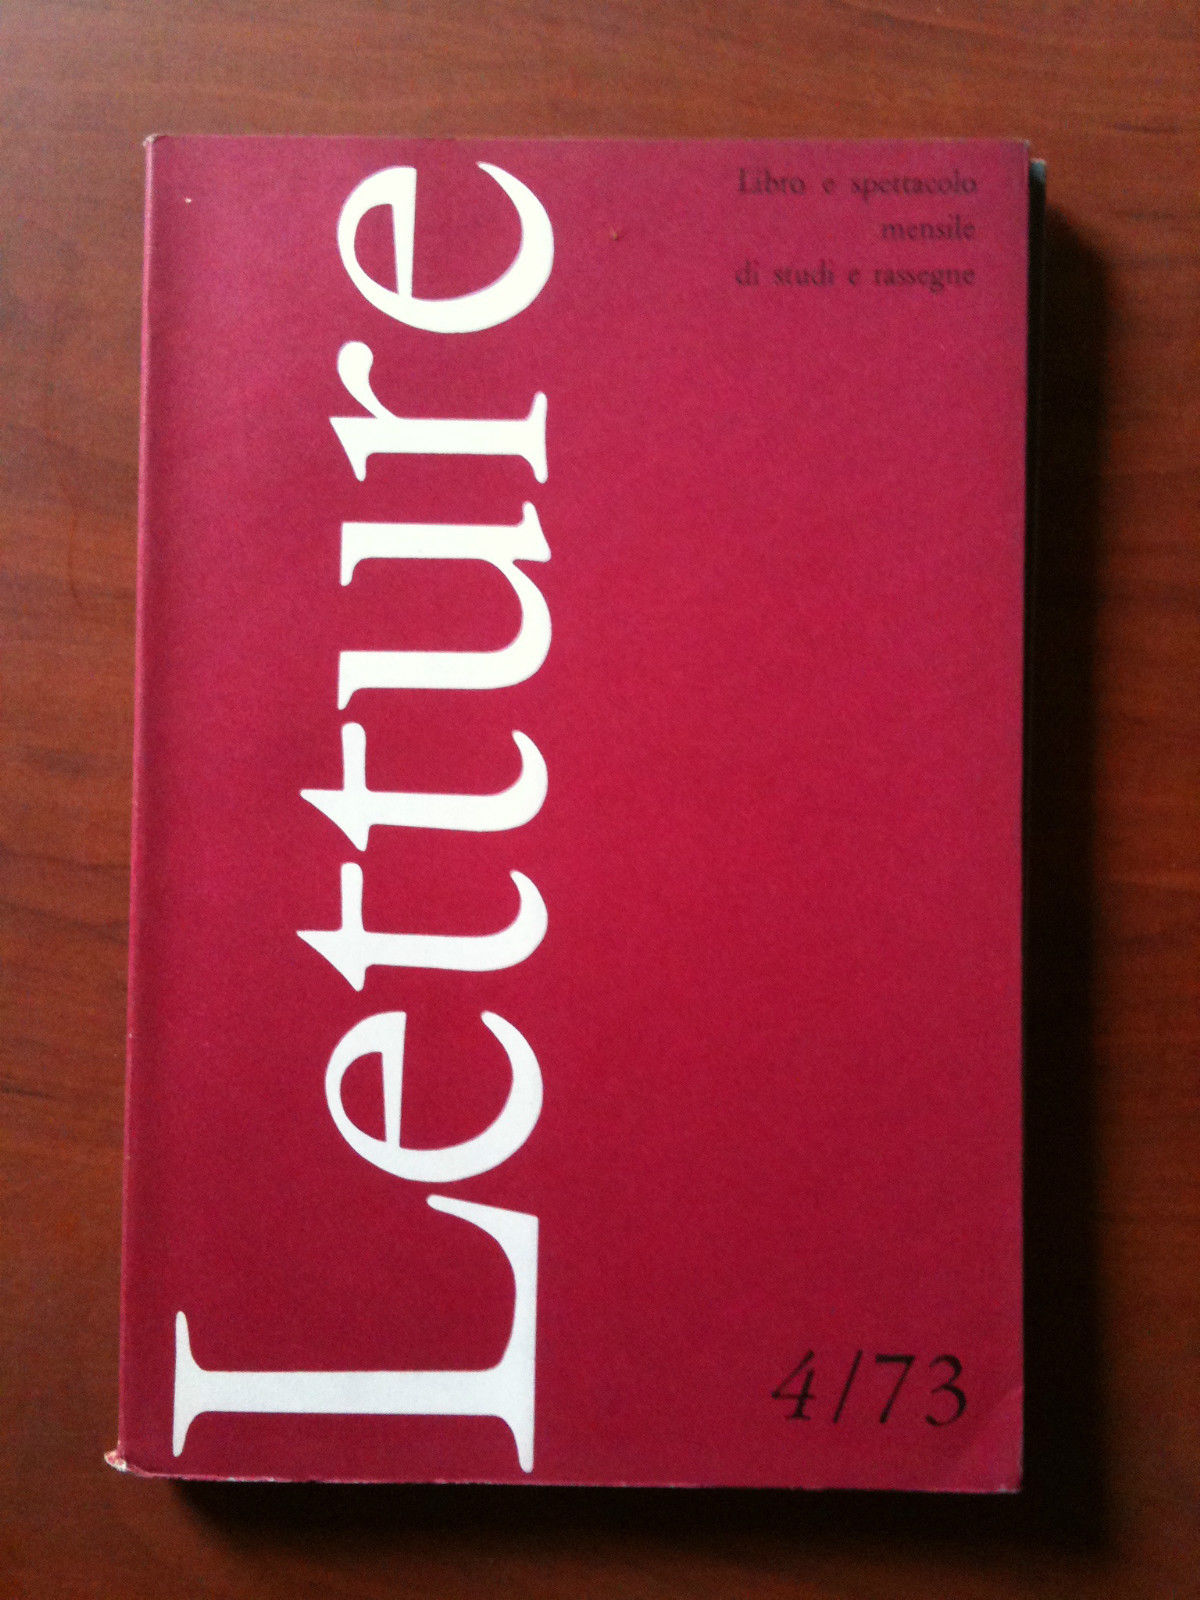 Letture
Libro e spettacolo
mensile
di studi e rassegne
4/73